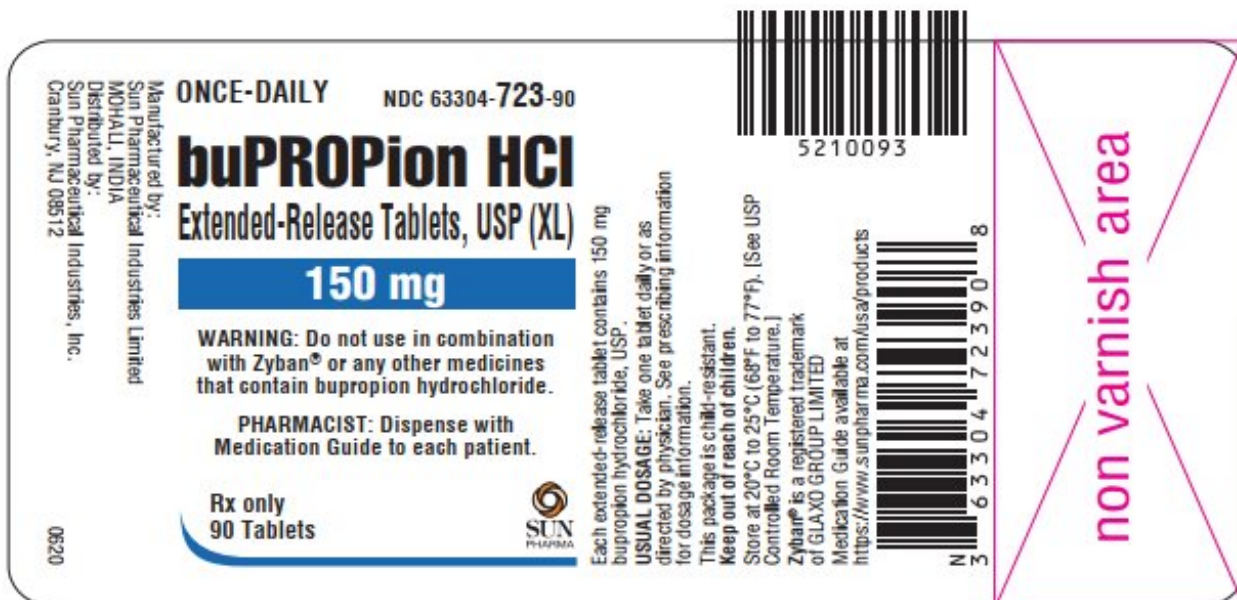 Manufactured by:
Sun Pharmaceutical Industries Limited
MOHALI, INDIA
Distributed by:
Sun Pharmaceutical Industries, Inc.
Cranbury, NJ 08512
0620
ONCE-DAILY NDC 63304-723-90
buPROPion HCl
Extended-Release Tablets, USP (XL)
150 mg
WARNING: Do not use in combination
with Zyban® or any other medicines
that contain bupropion hydrochloride.
PHARMACIST: Dispense with
Medication Guide to each patient.
Rx only
90 Tablets
SUN
PHARMA
Each extended-release tablet contains 150 mg
bupropion hydrochloride, USP.
USUAL DOSAGE: Take one tablet daily or as
directed by physician. See prescribing information
for dosage information.
This package is child-resistant.
Keep out of reach of children.
Store at 20°C to 25°C (68°F to 77°F). [See USP
Controlled Room Temperature.]
Zyban® is a registered trademark
of GLAXO GROUP LIMITED
Medication Guide available at
https://www.sunpharma.com/usa/products
5210093
N
3 63304 72390 8
non varnish area